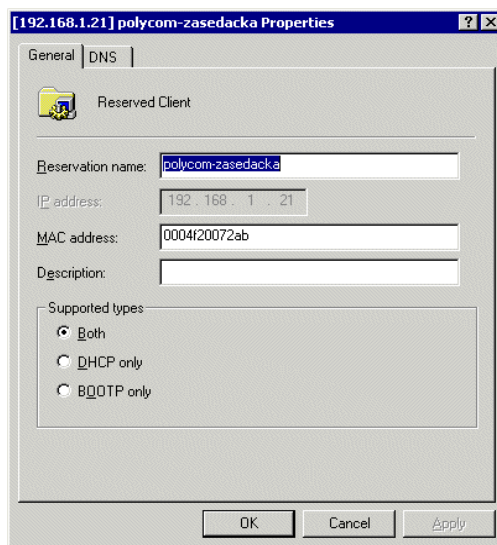 [192.168.1.21] polycom-zasedacka Properties
General DNS
Reserved Client
Reservation name: polycom-zasedacka
IP address: 192 . 168 . 1 . 21
MAC address: 0004f20072ab
Description:
Supported types
Both
DHCP only
BOOTP only
OK Cancel Apply